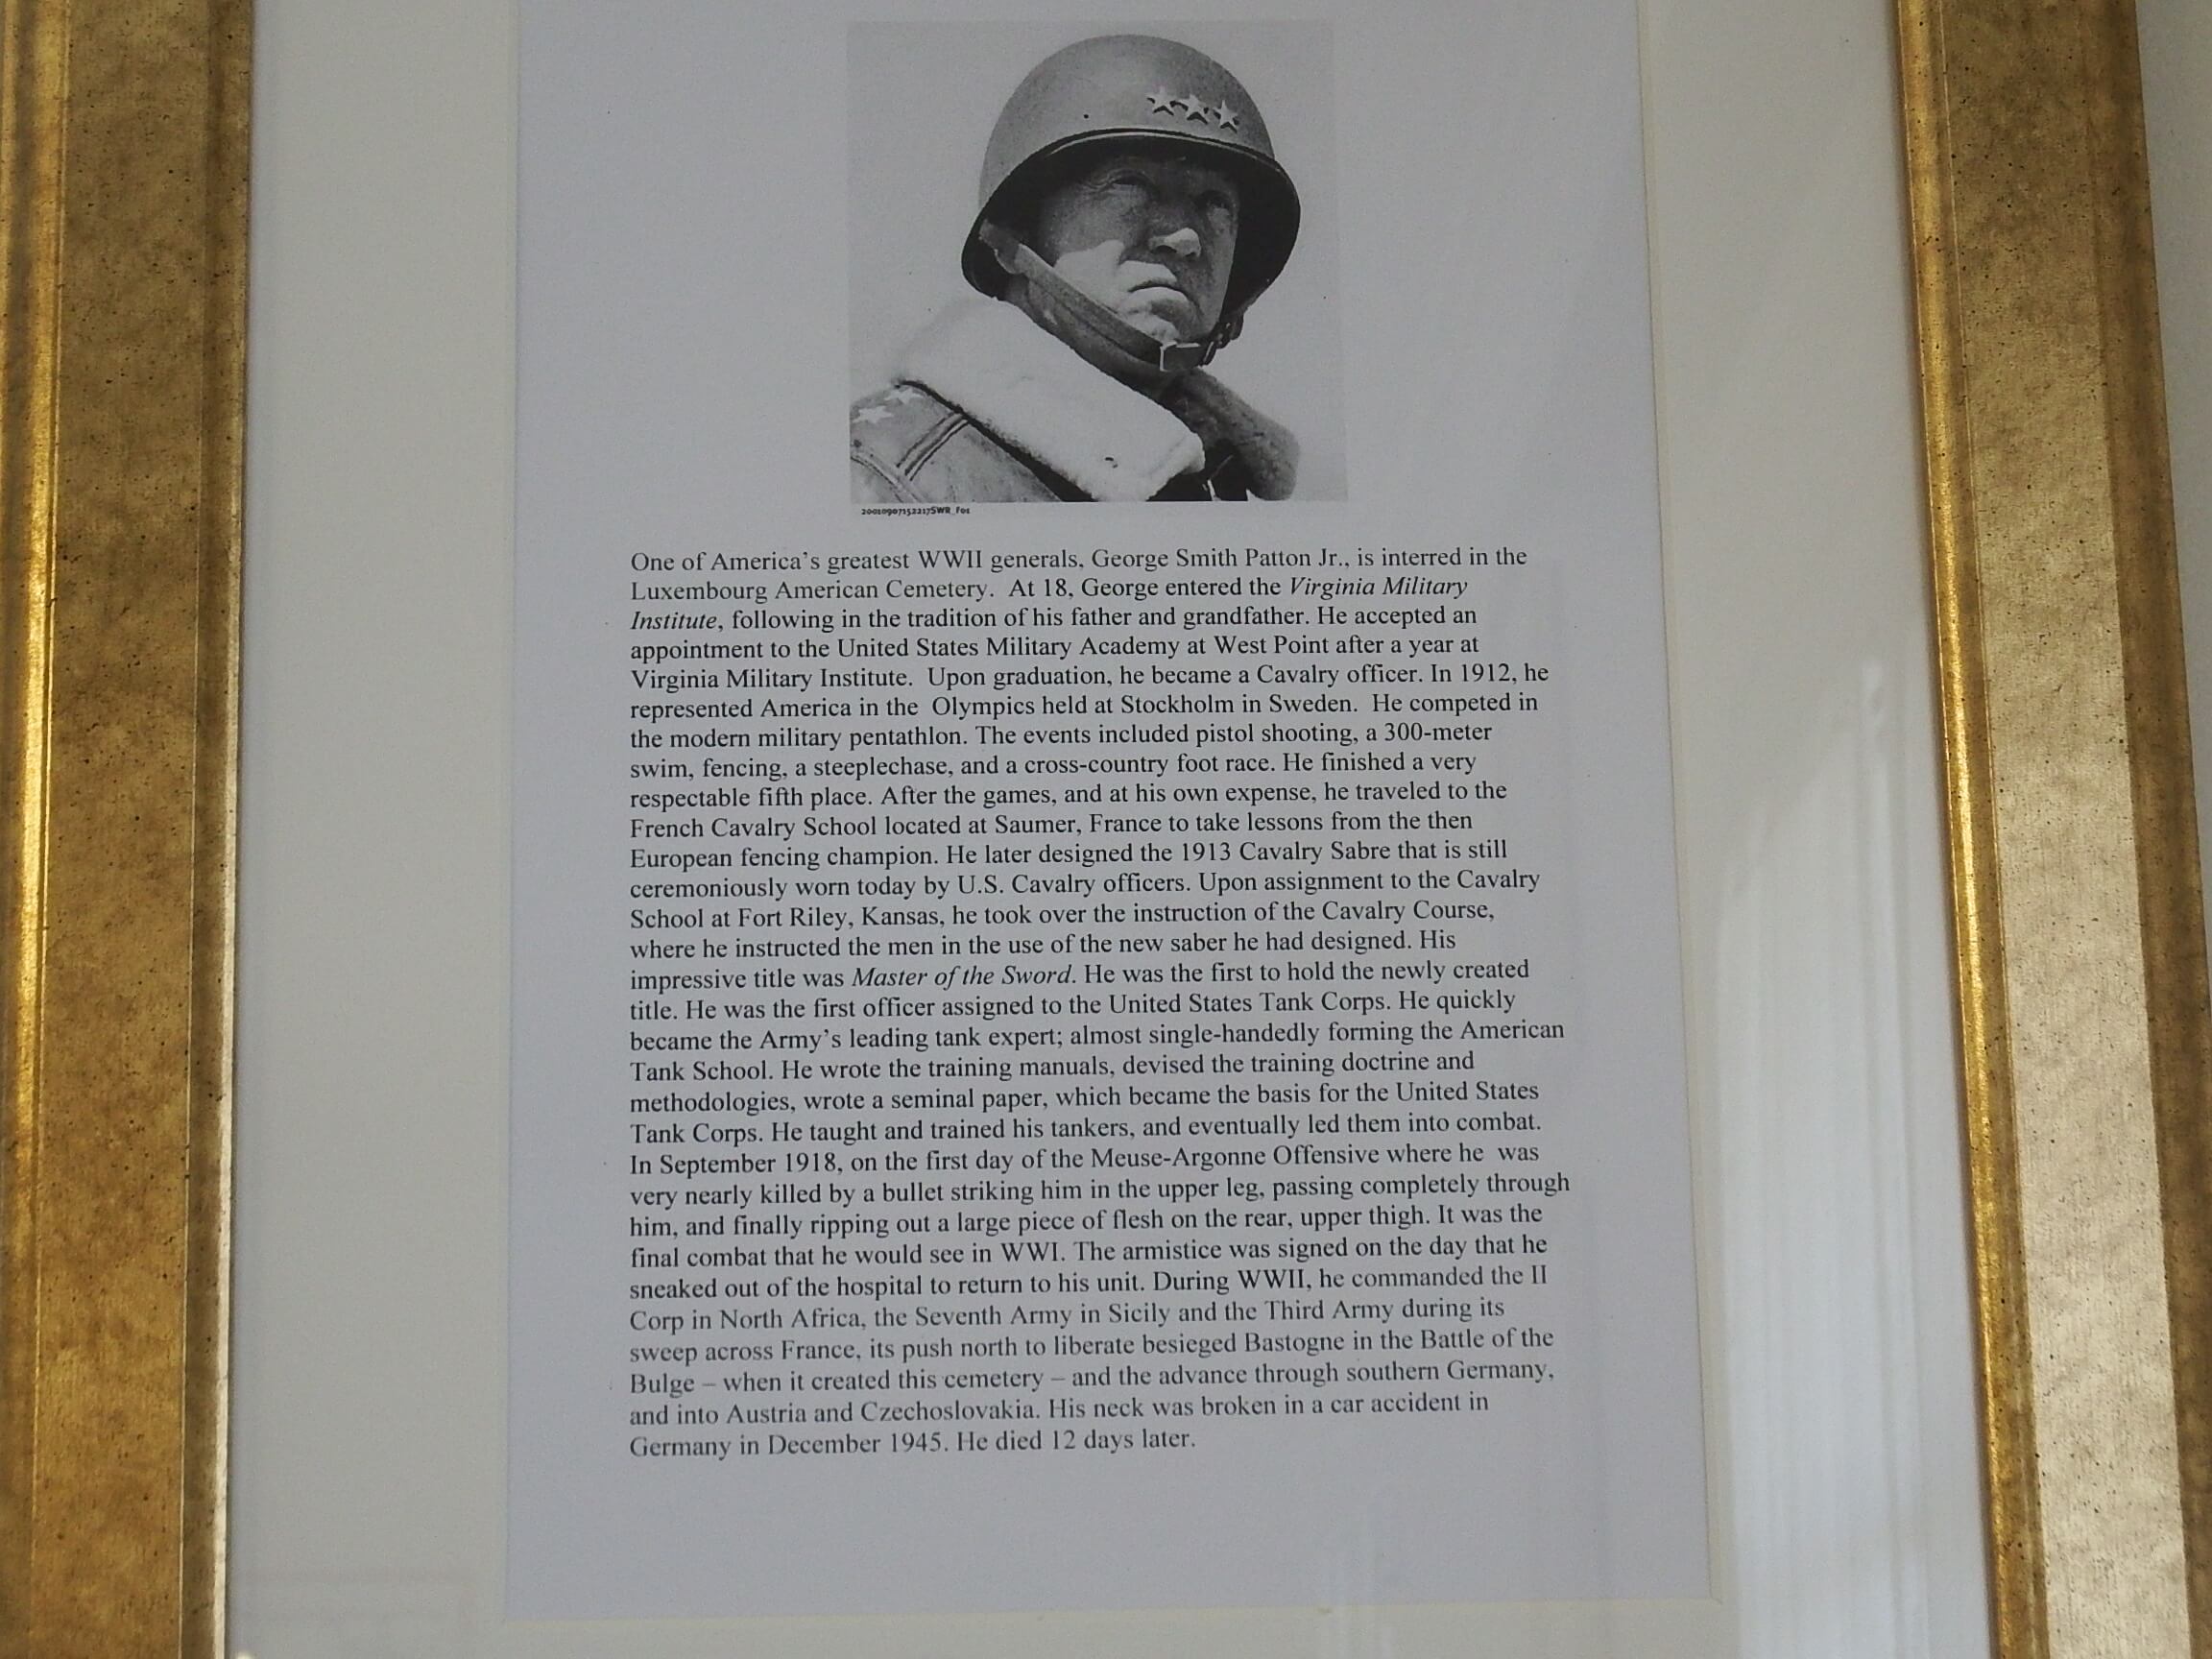 20010907152217SWR_F01
One of America's greatest WWII generals, George Smith Patton Jr., is interred in the
Luxembourg American Cemetery.  At 18, George entered the Virginia Military
Institute, following in the tradition of his father and grandfather. He accepted an
appointment to the United States Military Academy at West Point after a year at
Virginia Military Institute.  Upon graduation, he became a Cavalry officer. In 1912, he
represented America in the  Olympics held at Stockholm in Sweden.  He competed in
the modern military pentathlon. The events included pistol shooting, a 300-meter
swim, fencing, a steeplechase, and a cross-country foot race. He finished a very
respectable fifth place. After the games, and at his own expense, he traveled to the
French Cavalry School located at Saumer, France to take lessons from the then
European fencing champion. He later designed the 1913 Cavalry Sabre that is still
ceremoniously worn today by U.S. Cavalry officers. Upon assignment to the Cavalry
School at Fort Riley, Kansas, he took over the instruction of the Cavalry Course,
where he instructed the men in the use of the new saber he had designed. His
impressive title was Master of the Sword. He was the first to hold the newly created
title. He was the first officer assigned to the United States Tank Corps. He quickly
became the Army's leading tank expert; almost single-handedly forming the American
Tank School. He wrote the training manuals, devised the training doctrine and
methodologies, wrote a seminal paper, which became the basis for the United States
Tank Corps. He taught and trained his tankers, and eventually led them into combat.
In September 1918, on the first day of the Meuse-Argonne Offensive where he  was
very nearly killed by a bullet striking him in the upper leg, passing completely through
him, and finally ripping out a large piece of flesh on the rear, upper thigh. It was the
final combat that he would see in WWI. The armistice was signed on the day that he
sneaked out of the hospital to return to his unit. During WWII, he commanded the II
Corp in North Africa, the Seventh Army in Sicily and the Third Army during its
sweep across France, its push north to liberate besieged Bastogne in the Battle of the
Bulge – when it created this cemetery – and the advance through southern Germany,
and into Austria and Czechoslovakia. His neck was broken in a car accident in
Germany in December 1945. He died 12 days later.